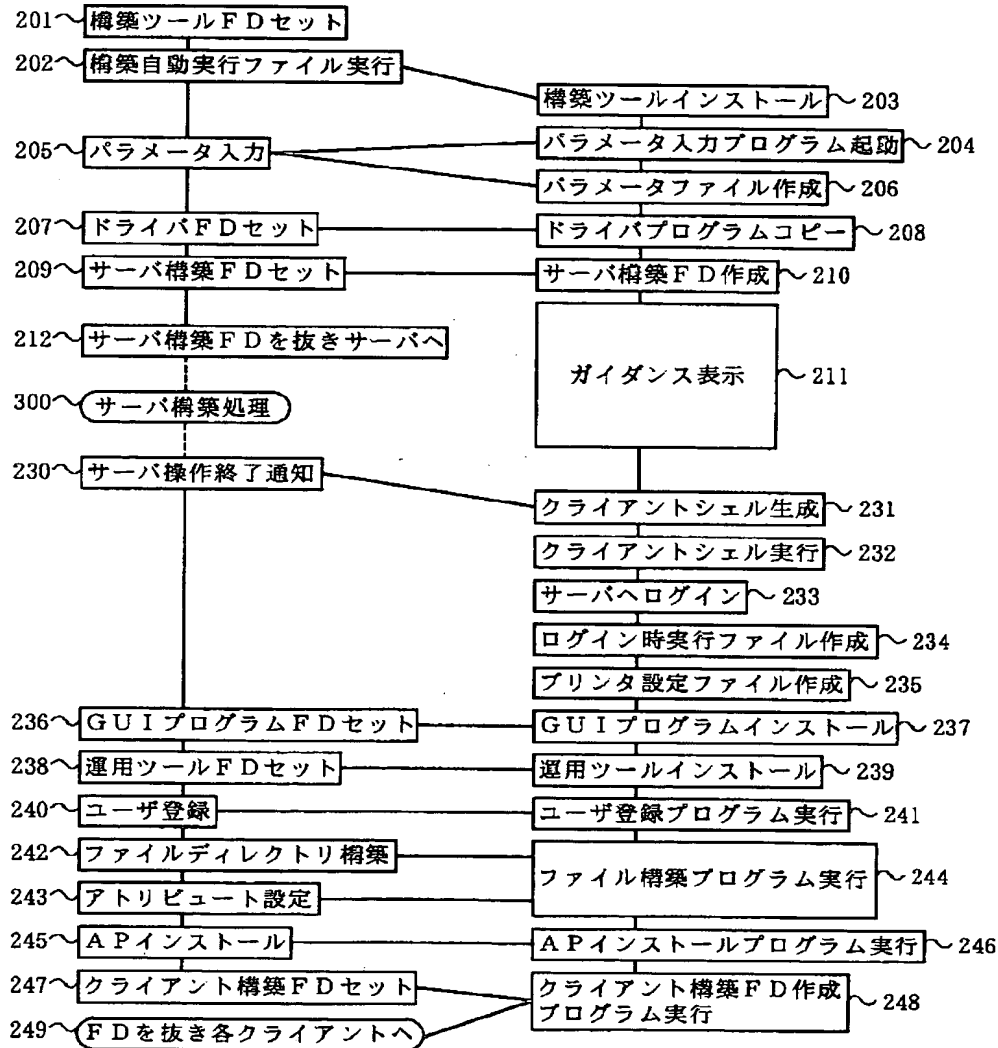 201 構築ツールFDセット
202 構築自動実行ファイル実行
構築ツールインストール 203
205 パラメータ入力
パラメータ入力プログラム起動 204
パラメータファイル作成 206
207 ドライバFDセット
ドライバプログラムコピー 208
209 サーバ構築FDセット
サーバ構築FD作成 210
212 サーバ構築FDを抜きサーバへ
ガイダンス表示 211
300 サーバ構築処理
230 サーバ操作終了通知
クライアントシェル生成 231
クライアントシェル実行 232
サーバへログイン 233
ログイン時実行ファイル作成 234
プリンタ設定ファイル作成 235
236 GUIプログラムFDセット
GUIプログラムインストール 237
238 運用ツールFDセット
運用ツールインストール 239
240 ユーザ登録
ユーザ登録プログラム実行 241
242 ファイルディレクトリ構築
243 アトリビュート設定
ファイル構築プログラム実行 244
245 APインストール
APインストールプログラム実行 246
247 クライアント構築FDセット
クライアント構築FD作成
プログラム実行 248
249 FDを抜き各クライアントへ